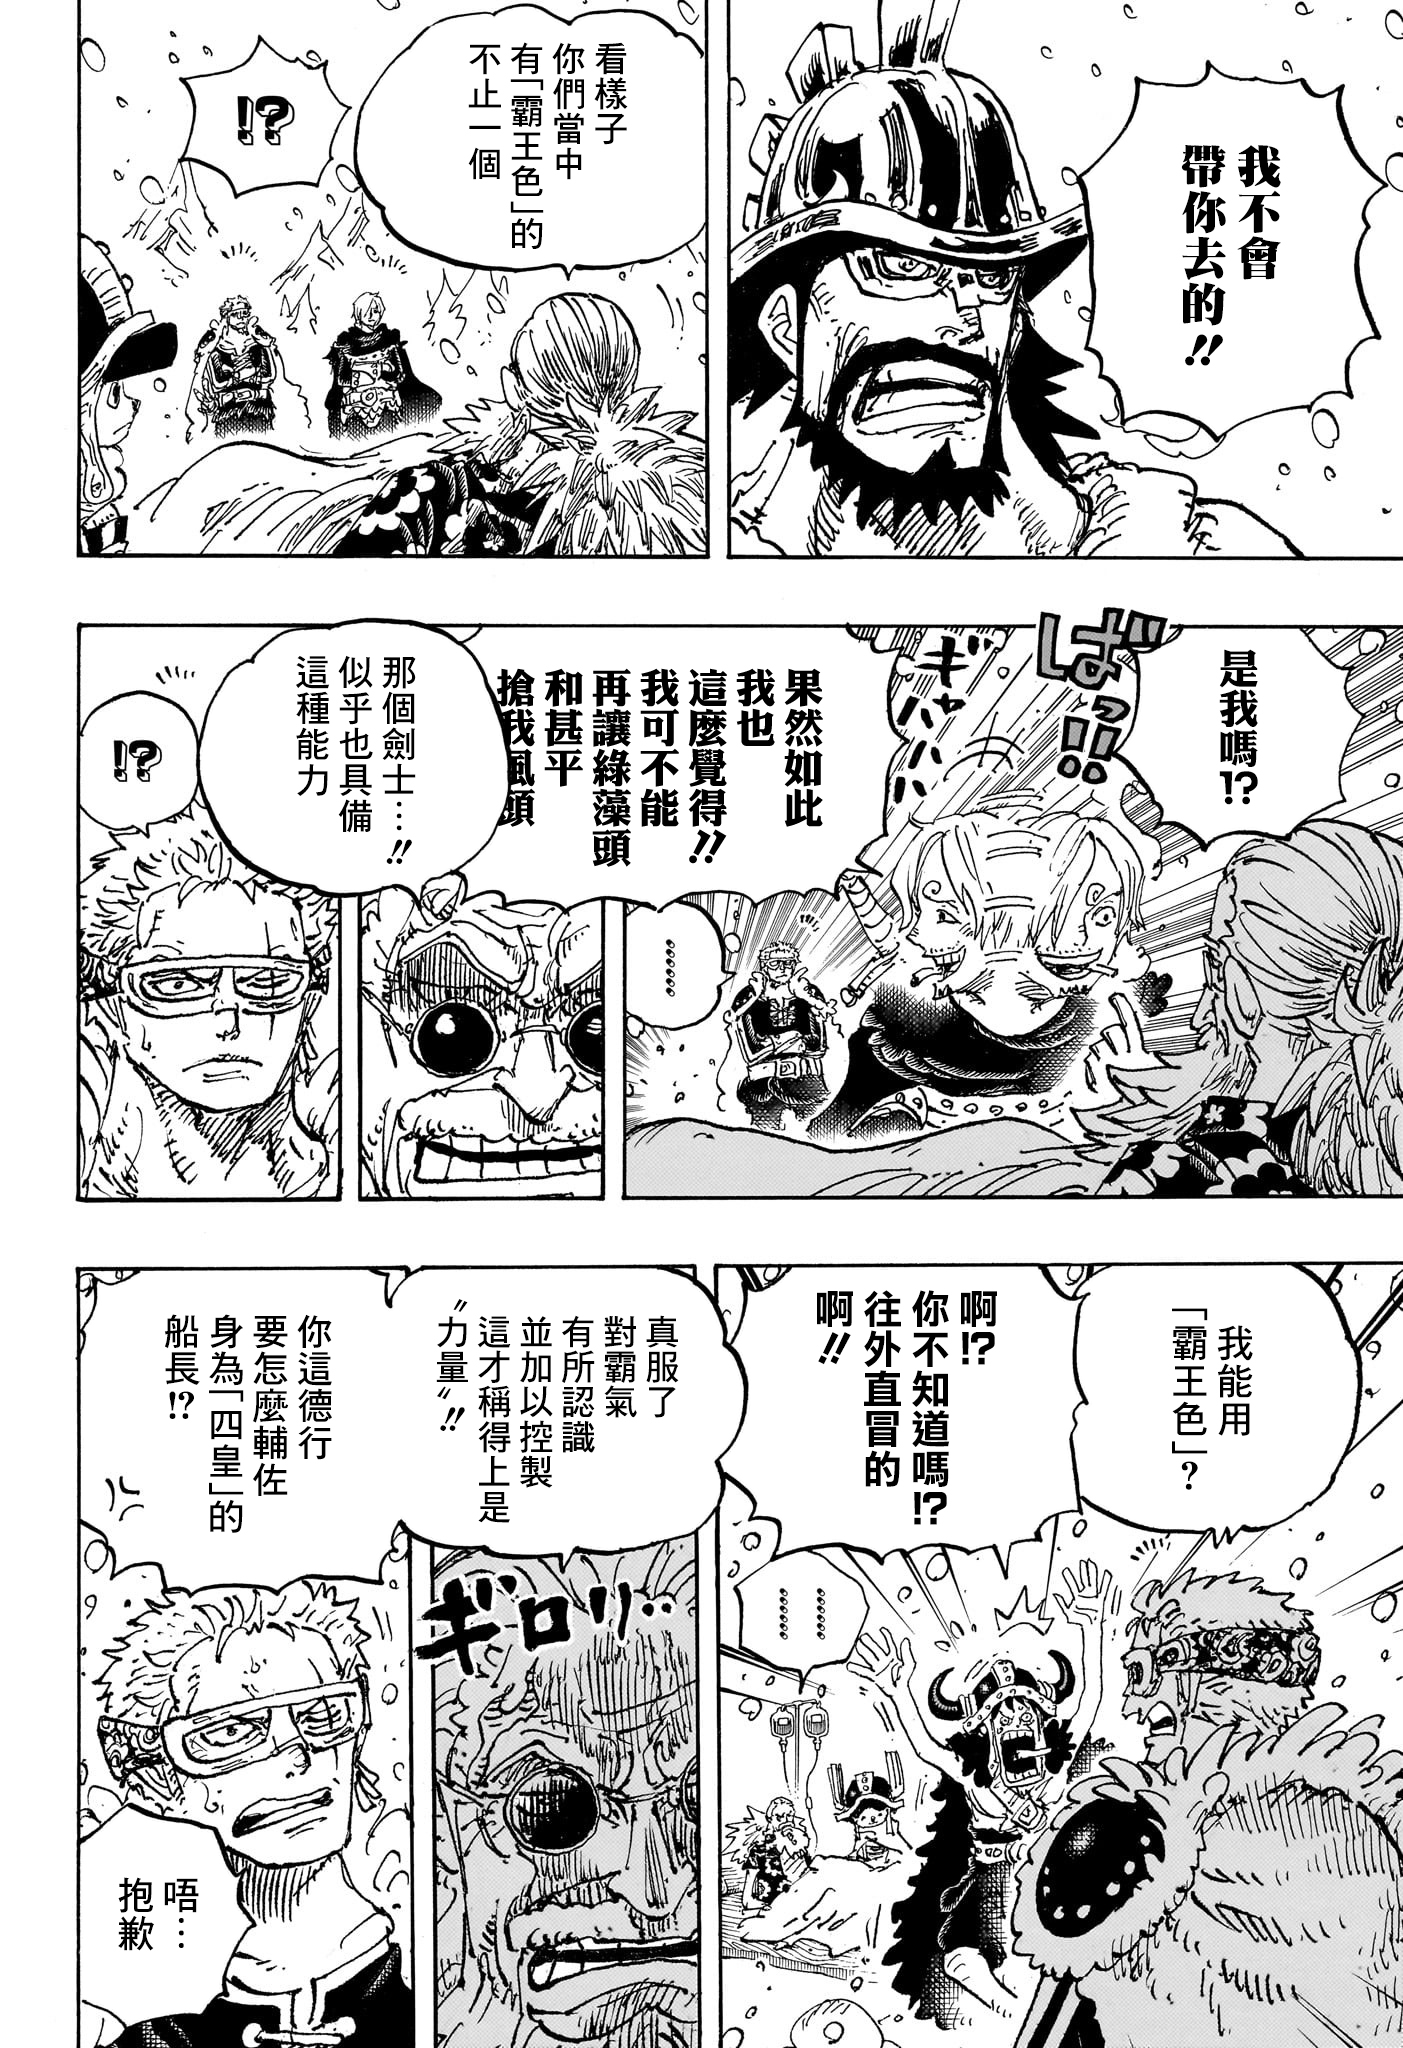 我不會
帶你去的!!
看樣子
你們當中
有「霸王色」的
不止一個
!?
是我嗎!?
ばっ!!
ギャハハハ
果然如此
我也
這麼覺得!!
我可不能
再讓綠藻頭
和甚平
搶我風頭
⋯⋯
那個劍士⋯!!
似乎也具備
這種能力
!?
我能用
「霸王色」?
啊!?
你不知道嗎!?
往外直冒的
啊!!
⋯⋯
⋯⋯
真服了
對霸氣
有所認識
並加以控製
這才稱得上是
〝力量〟!!
ギロリ‥
你這德行
要怎麼輔佐
身為「四皇」的
船長!?
唔⋯
抱歉